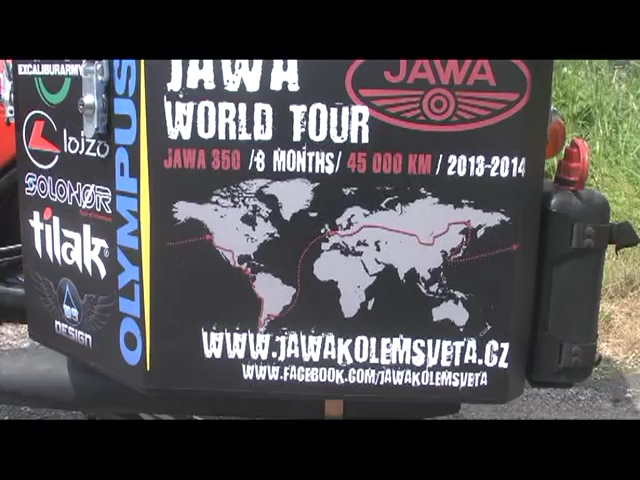 EXCALIBURARMY
lojzo
SOLONOR
tilak
DESIGN
OLYMPUS
JAWA
WORLD TOUR
JAWA
JAWA 350 /8 MONTHS/ 45 000 KM / 2013-2014
WWW.JAWAKOLEMSVETA.CZ
WWW.FACEBOOK.COM/JAWAKOLEMSVETA